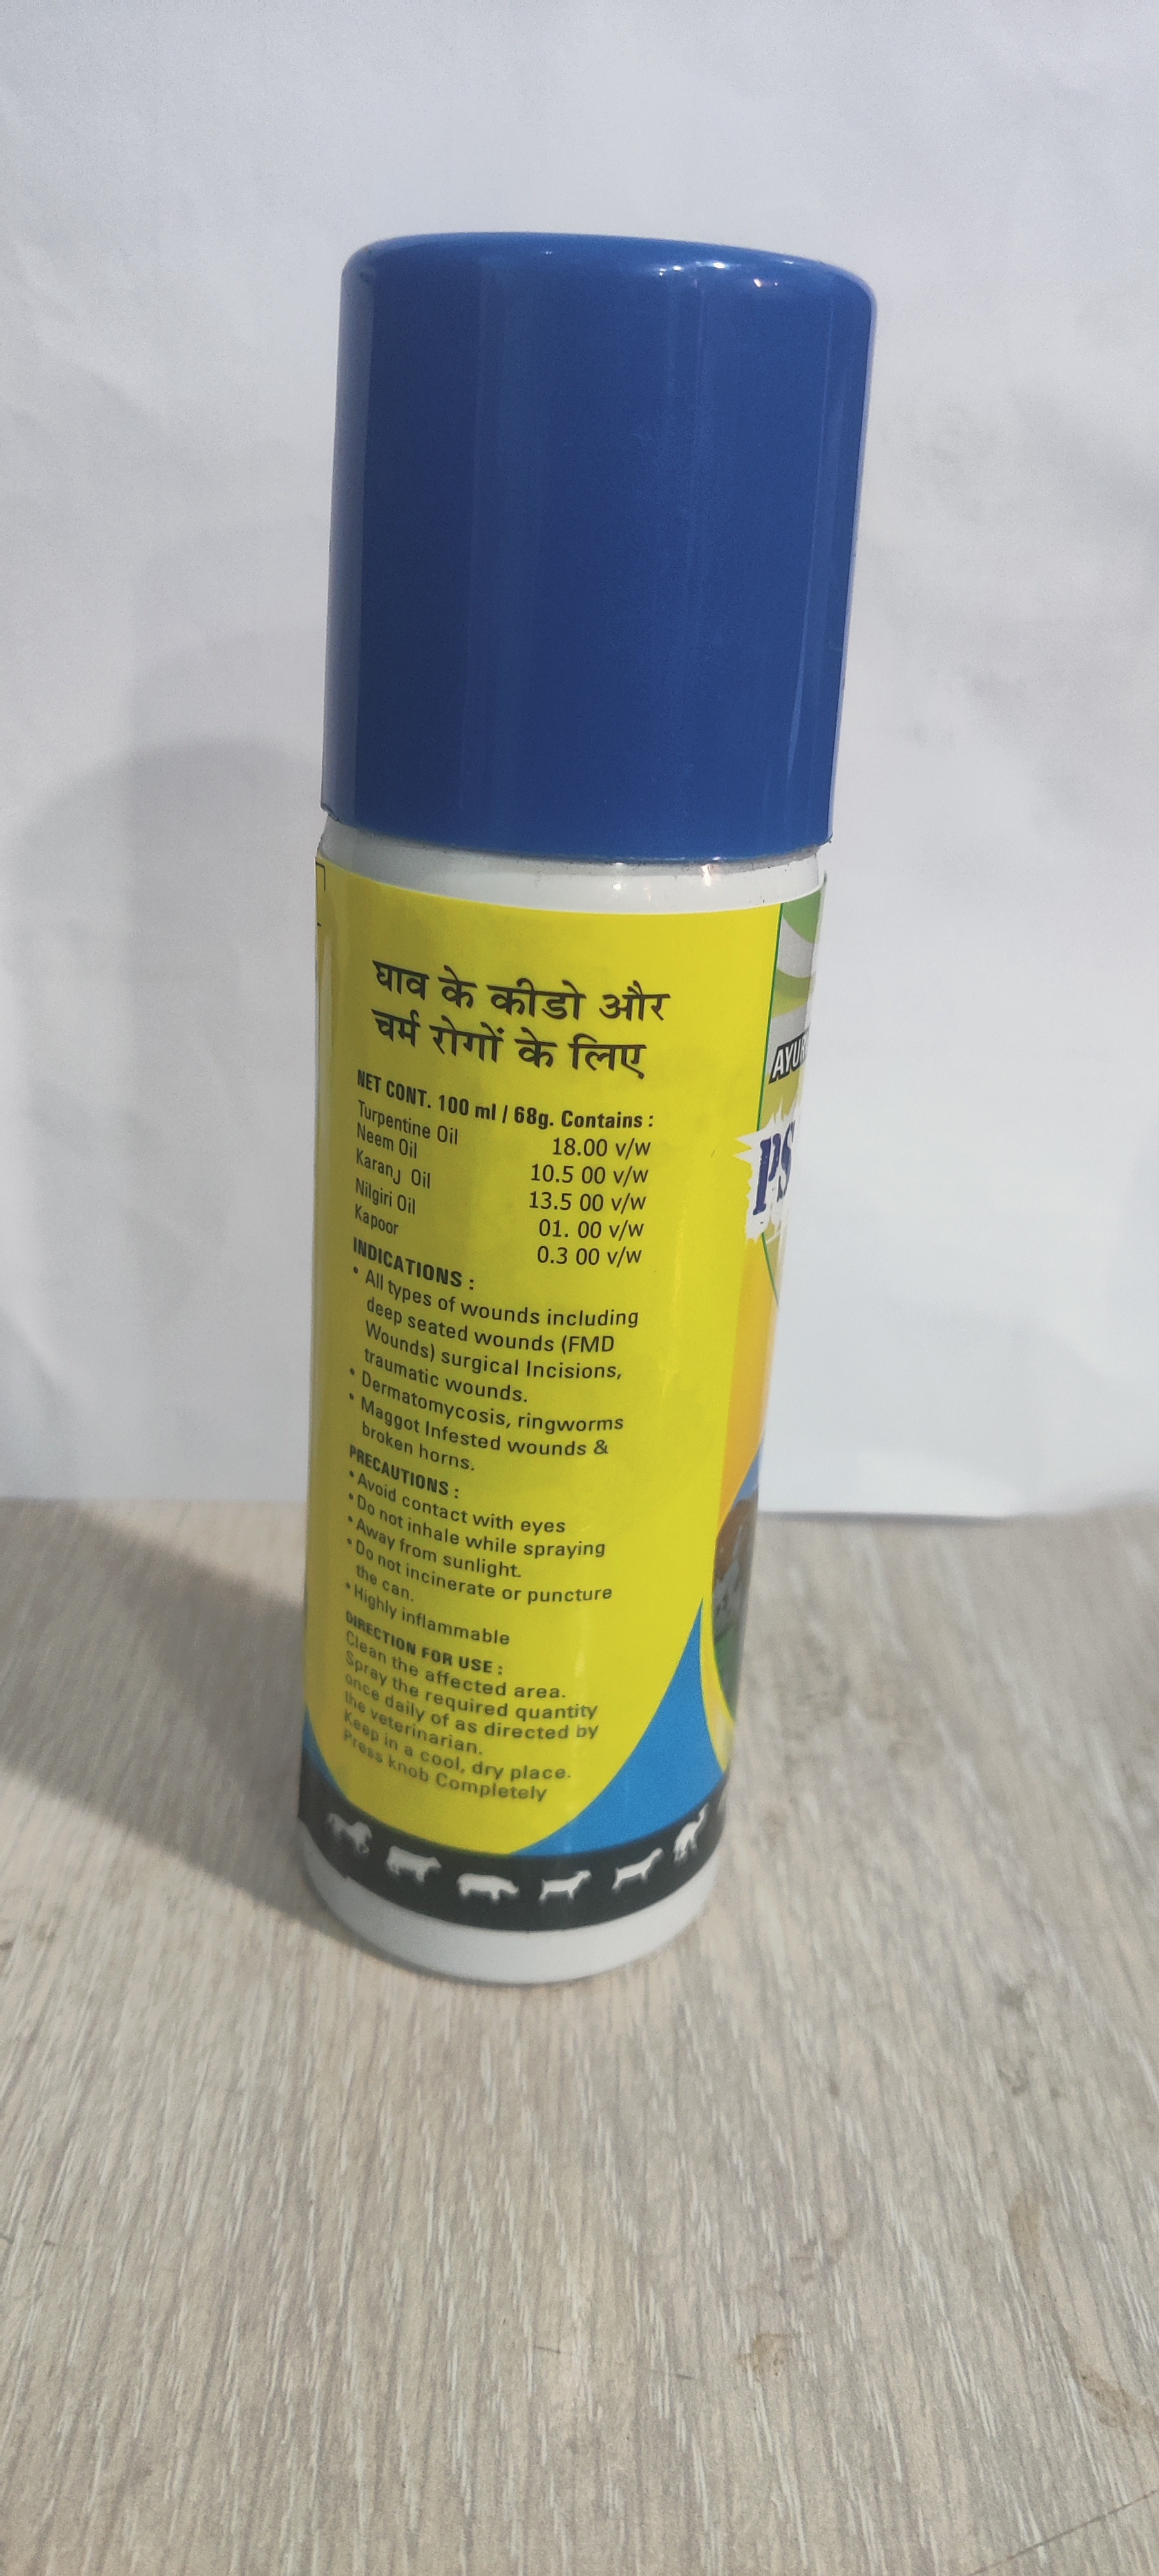 घाव के कीडो और
चर्म रोगों के लिए
NET CONT. 100 ml / 68g. Contains :
Turpentine Oil 18.00 v/w
Neem Oil 10.5 00 v/w
Karanj Oil 13.5 00 v/w
Nilgiri Oil 01. 00 v/w
Kapoor 0.3 00 v/w
INDICATIONS :
• All types of wounds including
deep seated wounds (FMD
Wounds) surgical Incisions,
traumatic wounds.
• Dermatomycosis, ringworms
• Maggot Infested wounds &
broken horns.
PRECAUTIONS :
• Avoid contact with eyes
• Do not inhale while spraying
• Away from sunlight.
• Do not incinerate or puncture
the can.
• Highly inflammable
DIRECTION FOR USE :
Clean the affected area.
Spray the required quantity
once daily of as directed by
the veterinarian.
Keep in a cool, dry place.
Press knob Completely